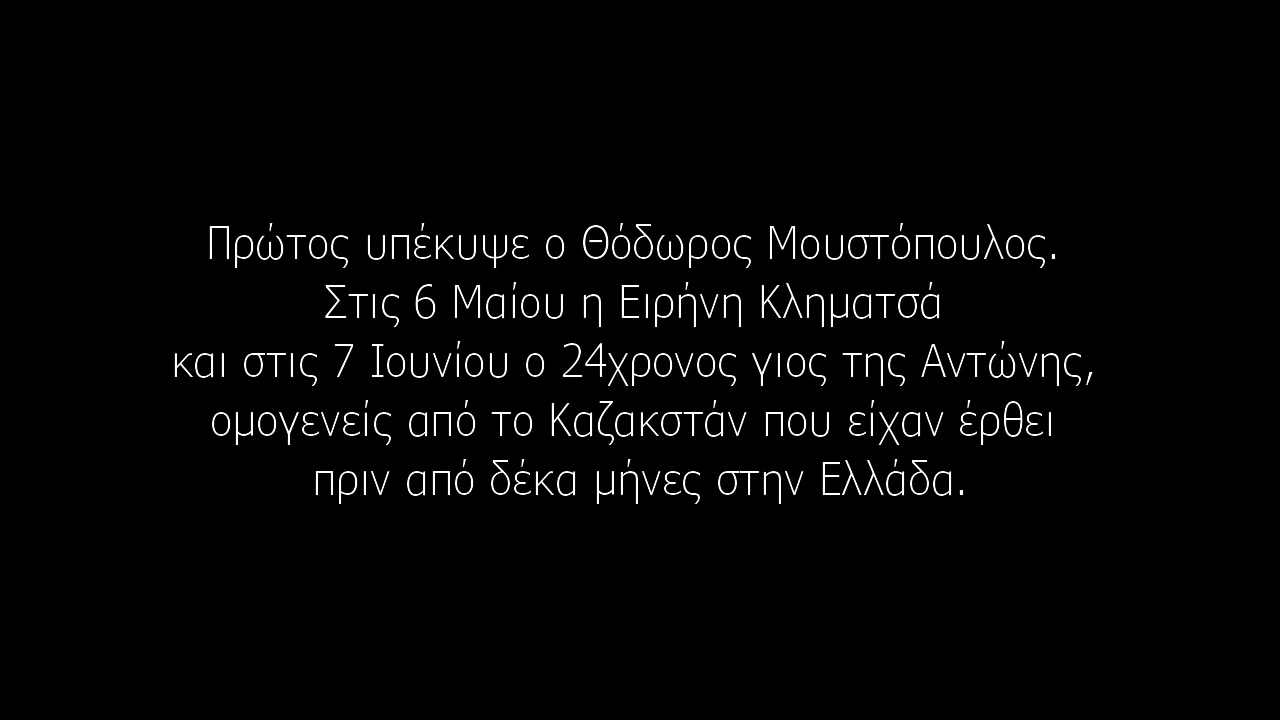 Πρώτος υπέκυψε ο Θόδωρος Μουστόπουλος.
Στις 6 Μαίου η Ειρήνη Κληματσά
και στις 7 Ιουνίου ο 24χρονος γιος της Αντώνης,
ομογενείς από το Καζακστάν που είχαν έρθει
πριν από δέκα μήνες στην Ελλάδα.